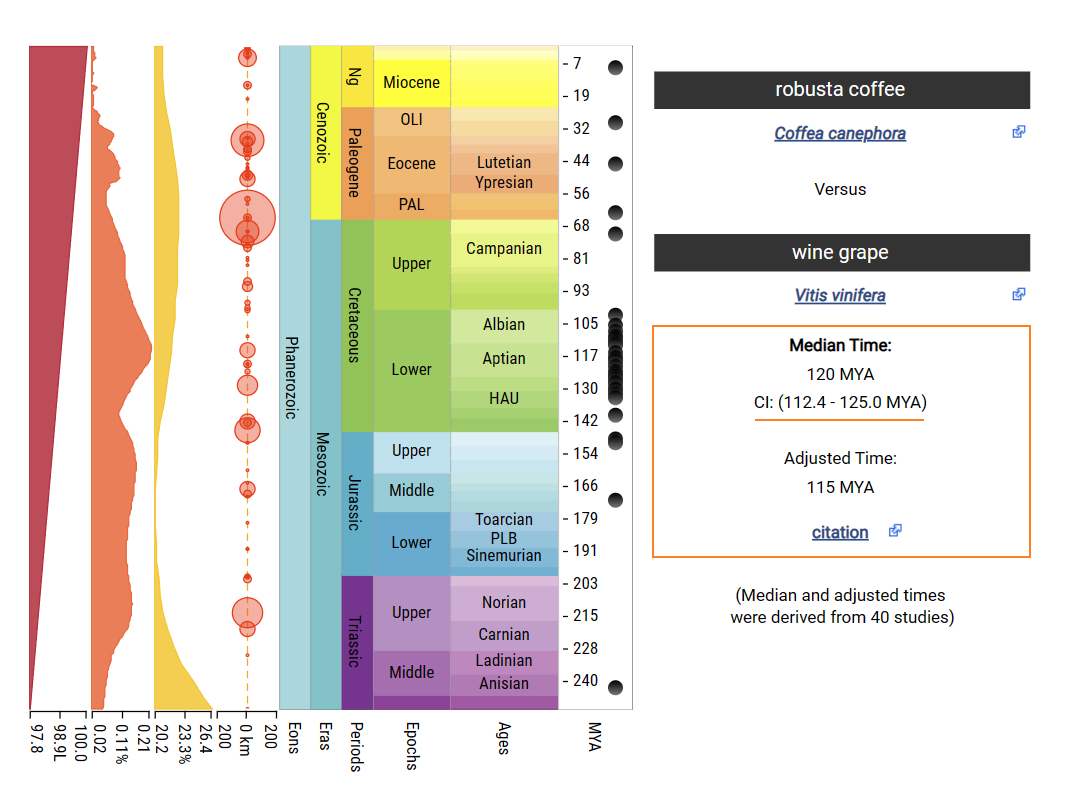 Phanerozoic
Cenozoic
Mesozoic
Ng
Paleogene
Cretaceous
Jurassic
Triassic
Miocene
OLI
Eocene
PAL
Upper
Lower
Upper
Middle
Lower
Upper
Middle
Lutetian
Ypresian
Campanian
Albian
Aptian
HAU
Toarcian
PLB
Sinemurian
Norian
Carnian
Ladinian
Anisian
- 7
- 19
- 32
- 44
- 56
- 68
- 81
- 93
- 105
- 117
- 130
- 142
- 154
- 166
- 179
- 191
- 203
- 215
- 228
- 240
97.8 98.9L 100.0
0.02 0.11% 0.21
20.2 23.3% 26.4
200 0 km 200
Eons
Eras
Periods
Epochs
Ages
MYA
robusta coffee
Coffea canephora
Versus
wine grape
Vitis vinifera
Median Time:
120 MYA
CI: (112.4 - 125.0 MYA)
Adjusted Time:
115 MYA
citation
(Median and adjusted times
were derived from 40 studies)